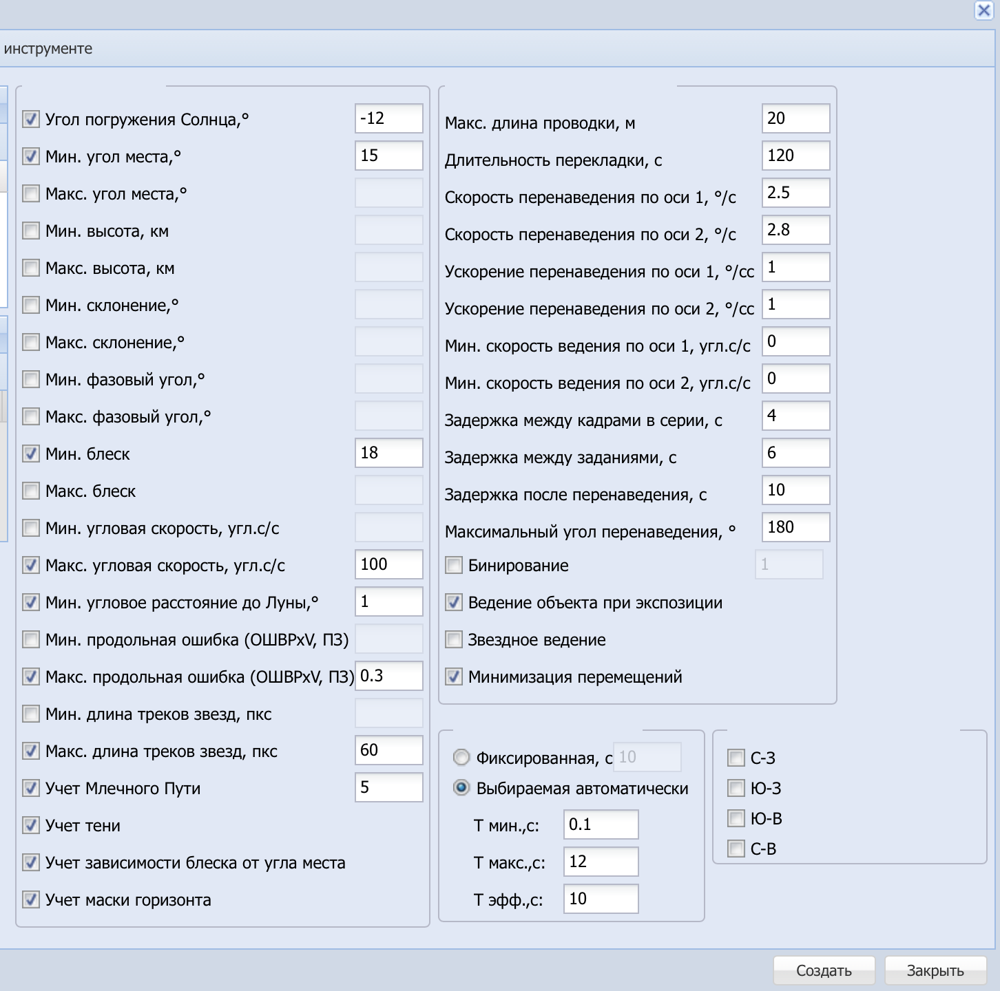 инструменте
Угол погружения Солнца,° -12
Мин. угол места,° 15
Макс. угол места,°
Мин. высота, км
Макс. высота, км
Мин. склонение,°
Макс. склонение,°
Мин. фазовый угол,°
Макс. фазовый угол,°
Мин. блеск 18
Макс. блеск
Мин. угловая скорость, угл.с/с
Макс. угловая скорость, угл.с/с 100
Мин. угловое расстояние до Луны,° 1
Мин. продольная ошибка (ОШВРxV, ПЗ)
Макс. продольная ошибка (ОШВРxV, ПЗ) 0.3
Мин. длина треков звезд, пкс
Макс. длина треков звезд, пкс 60
Учет Млечного Пути 5
Учет тени
Учет зависимости блеска от угла места
Учет маски горизонта
Макс. длина проводки, м 20
Длительность перекладки, с 120
Скорость перенаведения по оси 1, °/с 2.5
Скорость перенаведения по оси 2, °/с 2.8
Ускорение перенаведения по оси 1, °/сс 1
Ускорение перенаведения по оси 2, °/сс 1
Мин. скорость ведения по оси 1, угл.с/с 0
Мин. скорость ведения по оси 2, угл.с/с 0
Задержка между кадрами в серии, с 4
Задержка между заданиями, с 6
Задержка после перенаведения, с 10
Максимальный угол перенаведения, ° 180
Бинирование 1
Ведение объекта при экспозиции
Звездное ведение
Минимизация перемещений
Фиксированная, с 10
Выбираемая автоматически
Т мин.,с: 0.1
Т макс.,с: 12
Т эфф.,с: 10
С-З
Ю-З
Ю-В
С-В
Создать Закрыть